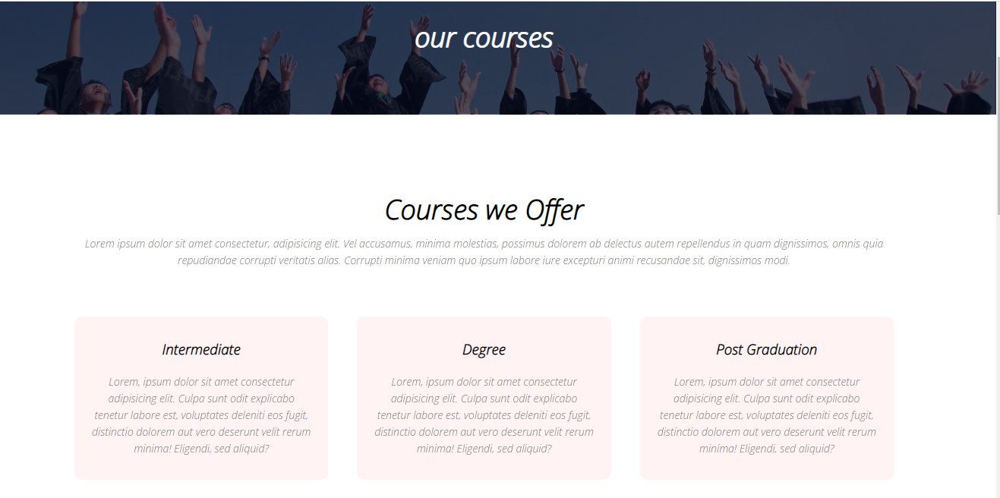 our courses
Courses we Offer
Lorem ipsum dolor sit amet consectetur, adipisicing elit. Vel accusamus, minima molestias, possimus dolorem ab delectus autem repellendus in quam dignissimos, omnis quia
repudiandae corrupti veritatis alias. Corrupti minima veniam quo ipsum labore iure excepturi animi recusandae sit, dignissimos modi.
Intermediate
Lorem, ipsum dolor sit amet consectetur
adipisicing elit. Culpa sunt odit explicabo
tenetur labore est, voluptates deleniti eos fugit,
distinctio dolorem aut vero deserunt velit rerum
minima! Eligendi, sed aliquid?
Degree
Lorem, ipsum dolor sit amet consectetur
adipisicing elit. Culpa sunt odit explicabo
tenetur labore est, voluptates deleniti eos fugit,
distinctio dolorem aut vero deserunt velit rerum
minima! Eligendi, sed aliquid?
Post Graduation
Lorem, ipsum dolor sit amet consectetur
adipisicing elit. Culpa sunt odit explicabo
tenetur labore est, voluptates deleniti eos fugit,
distinctio dolorem aut vero deserunt velit rerum
minima! Eligendi, sed aliquid?